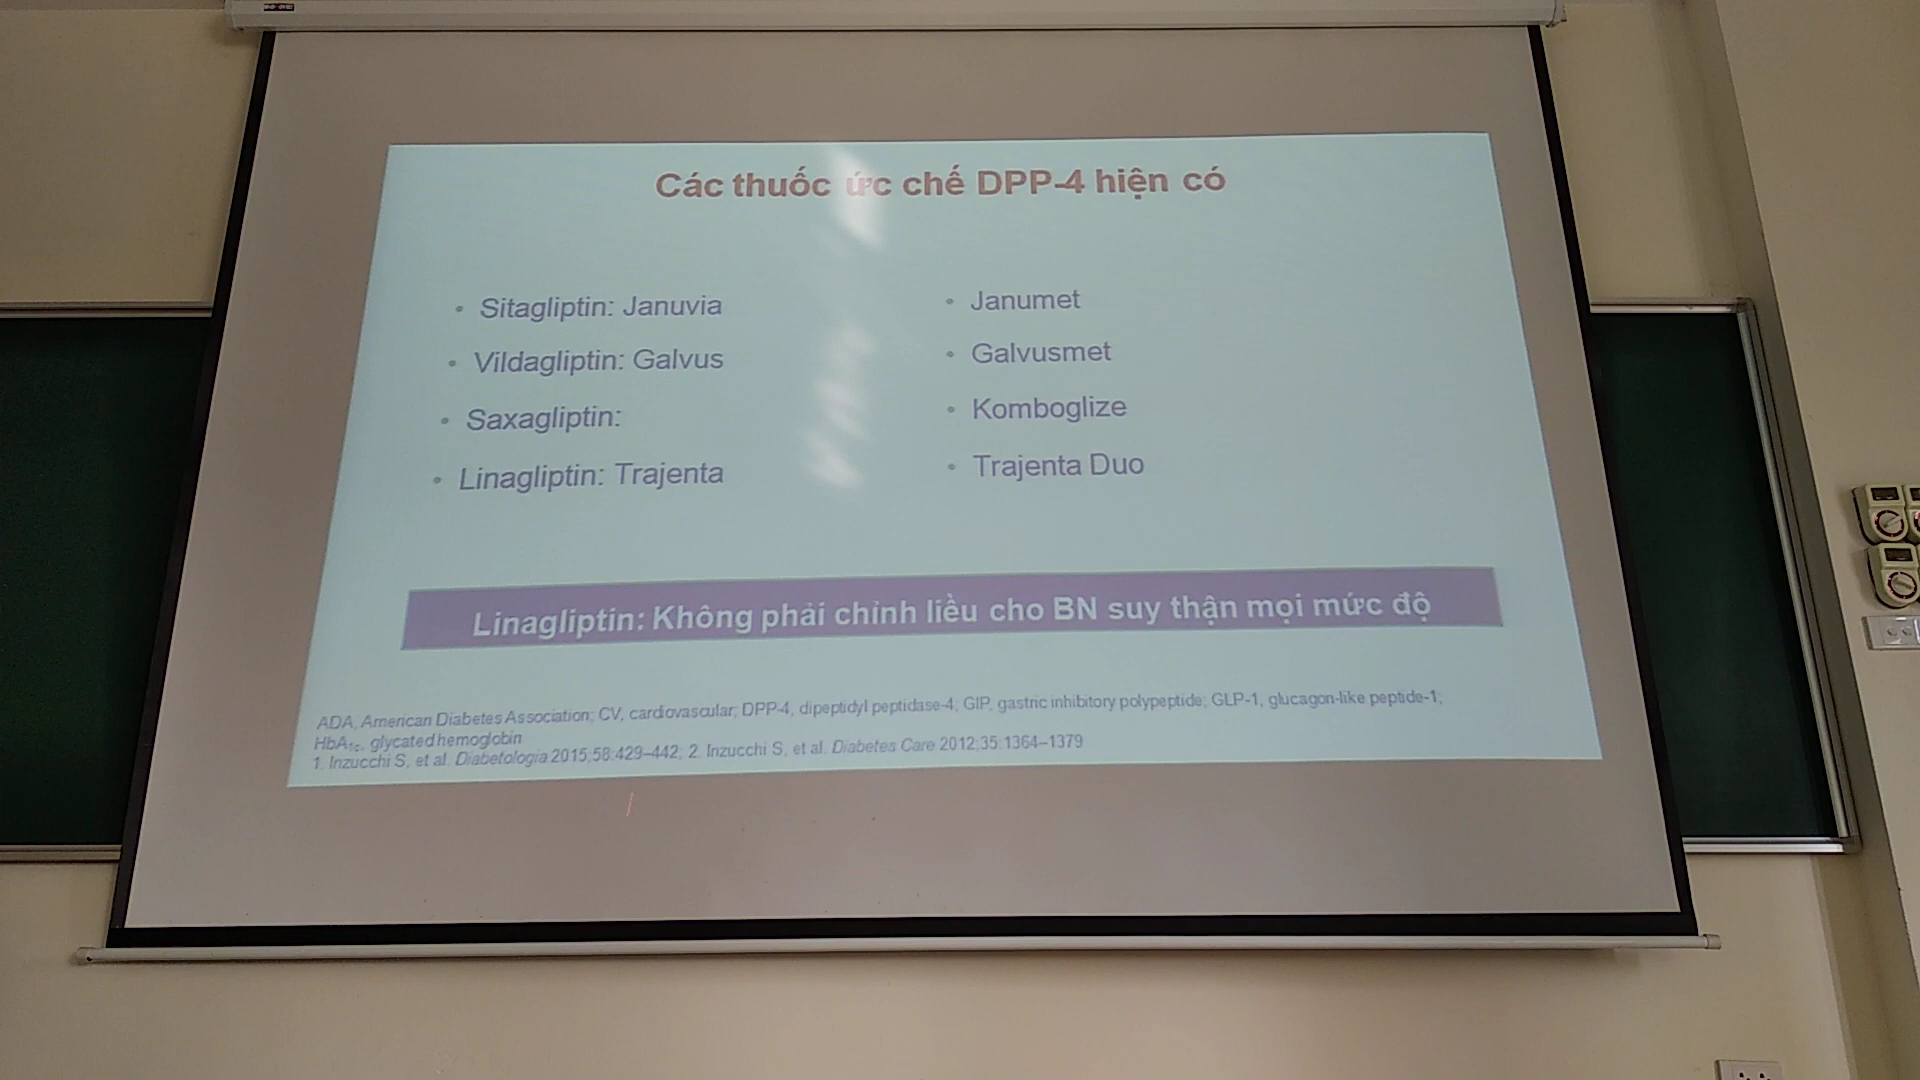 Các thuốc ức chế DPP-4 hiện có
• Sitagliptin: Januvia
• Vildagliptin: Galvus
• Saxagliptin:
• Linagliptin: Trajenta
• Janumet
• Galvusmet
• Komboglize
• Trajenta Duo
Linagliptin: Không phải chỉnh liều cho BN suy thận mọi mức độ
ADA, American Diabetes Association; CV, cardiovascular; DPP-4, dipeptidyl peptidase-4; GIP, gastric inhibitory polypeptide; GLP-1, glucagon-like peptide-1;
HbA1c, glycated hemoglobin
1. Inzucchi S, et al. Diabetologia 2015;58:429–442; 2. Inzucchi S, et al. Diabetes Care 2012;35:1364–1379